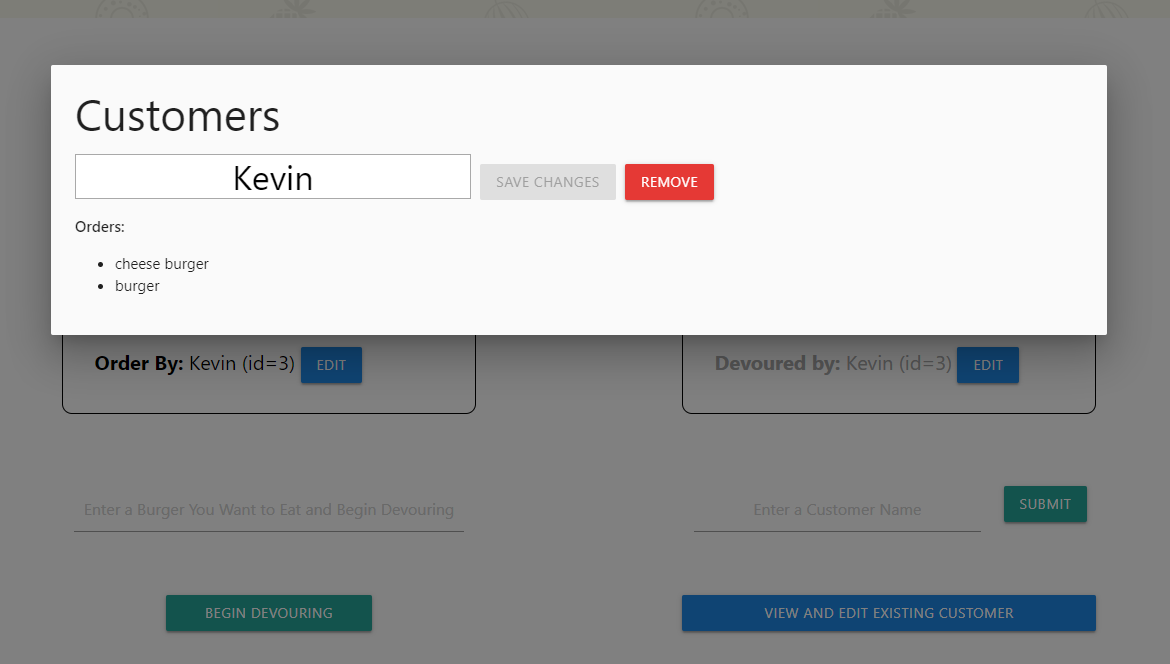 Customers
Kevin SAVE CHANGES REMOVE
Orders:
cheese burger
burger
Order By: Kevin (id=3) EDIT
Devoured by: Kevin (id=3) EDIT
Enter a Burger You Want to Eat and Begin Devouring
Enter a Customer Name SUBMIT
BEGIN DEVOURING
VIEW AND EDIT EXISTING CUSTOMER